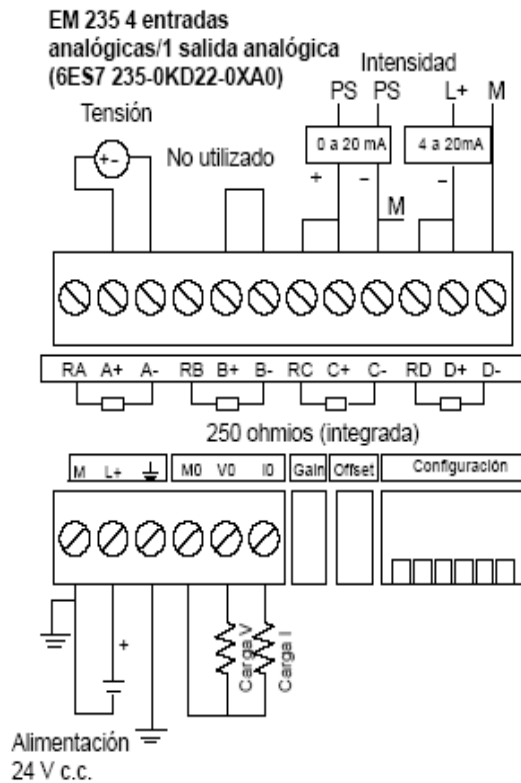 EM 235 4 entradas
analógicas/1 salida analógica
(6ES7 235-0KD22-0XA0)
Intensidad
PS PS L+ M
Tensión
0 a 20 mA 4 a 20mA
No utilizado
+ - + - -
M
RA A+ A- RB B+ B- RC C+ C- RD D+ D-
250 ohmios (integrada)
M L+ M0 V0 I0 Gain Offset Configuración
+
Carga V
Carga I
Alimentación
24 V c.c.